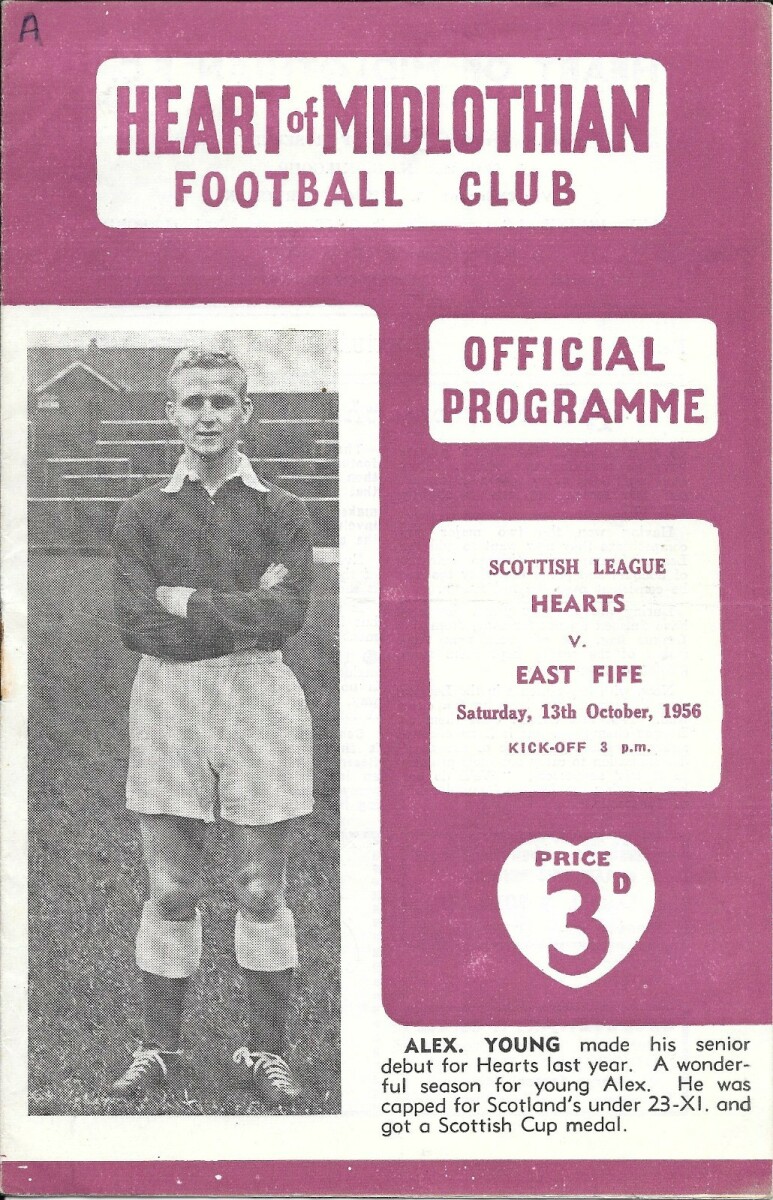 A
HEART of MIDLOTHIAN
FOOTBALL CLUB
OFFICIAL
PROGRAMME
SCOTTISH LEAGUE
HEARTS
v.
EAST FIFE
Saturday, 13th October, 1956
KICK-OFF 3 p.m.
PRICE
3D
ALEX. YOUNG made his senior
debut for Hearts last year. A wonder-
ful season for young Alex. He was
capped for Scotland's under 23-XI. and
got a Scottish Cup medal.